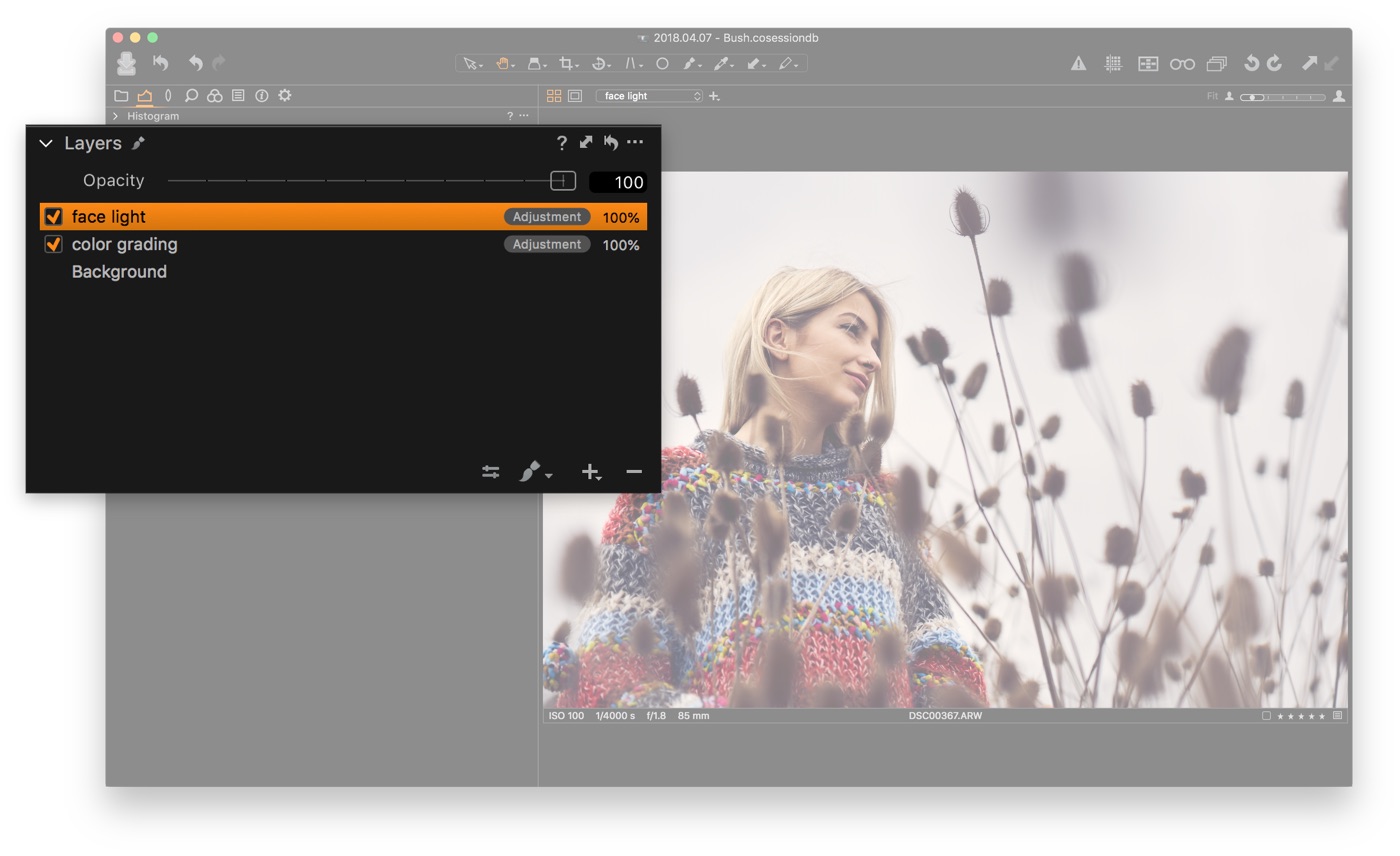 2018.04.07 - Bush.cosessiondb
face light
Fit
Histogram ? ...
Layers ? ...
Opacity 100
face light Adjustment 100%
color grading Adjustment 100%
Background
ISO 100 1/4000 s f/1.8 85 mm DSC00367.ARW